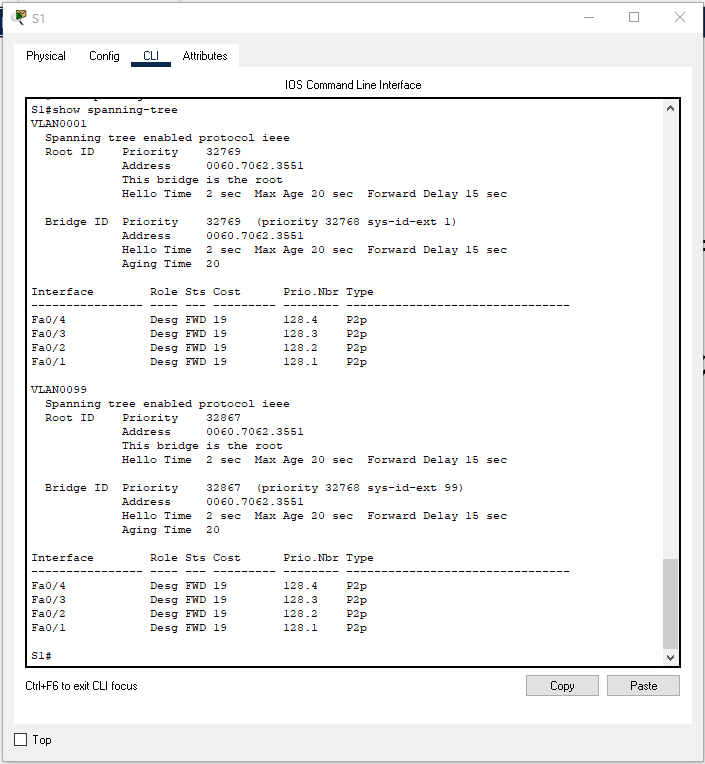 S1
Physical Config CLI Attributes
IOS Command Line Interface
S1#show spanning-tree
VLAN0001
  Spanning tree enabled protocol ieee
  Root ID    Priority    32769
             Address     0060.7062.3551
             This bridge is the root
             Hello Time  2 sec  Max Age 20 sec  Forward Delay 15 sec

  Bridge ID  Priority    32769  (priority 32768 sys-id-ext 1)
             Address     0060.7062.3551
             Hello Time  2 sec  Max Age 20 sec  Forward Delay 15 sec
             Aging Time  20

Interface        Role Sts Cost      Prio.Nbr Type
---------------- ---- --- --------- -------- --------------------------------
Fa0/4            Desg FWD 19        128.4    P2p
Fa0/3            Desg FWD 19        128.3    P2p
Fa0/2            Desg FWD 19        128.2    P2p
Fa0/1            Desg FWD 19        128.1    P2p

VLAN0099
  Spanning tree enabled protocol ieee
  Root ID    Priority    32867
             Address     0060.7062.3551
             This bridge is the root
             Hello Time  2 sec  Max Age 20 sec  Forward Delay 15 sec

  Bridge ID  Priority    32867  (priority 32768 sys-id-ext 99)
             Address     0060.7062.3551
             Hello Time  2 sec  Max Age 20 sec  Forward Delay 15 sec
             Aging Time  20

Interface        Role Sts Cost      Prio.Nbr Type
---------------- ---- --- --------- -------- --------------------------------
Fa0/4            Desg FWD 19        128.4    P2p
Fa0/3            Desg FWD 19        128.3    P2p
Fa0/2            Desg FWD 19        128.2    P2p
Fa0/1            Desg FWD 19        128.1    P2p

S1#
Ctrl+F6 to exit CLI focus
Copy Paste
Top